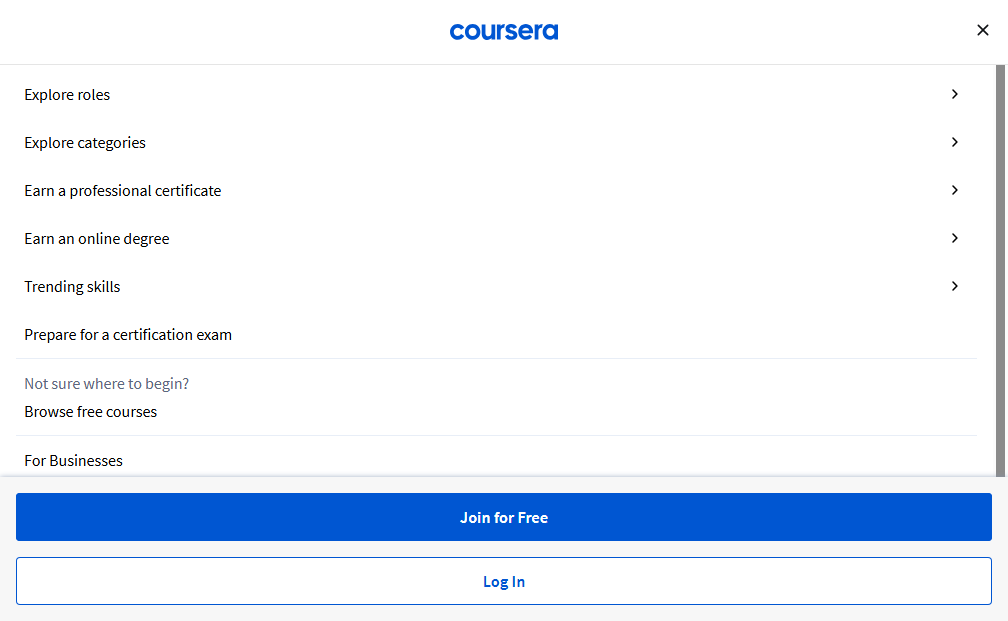 coursera
Explore roles
Explore categories
Earn a professional certificate
Earn an online degree
Trending skills
Prepare for a certification exam
Not sure where to begin?
Browse free courses
For Businesses
Join for Free
Log In